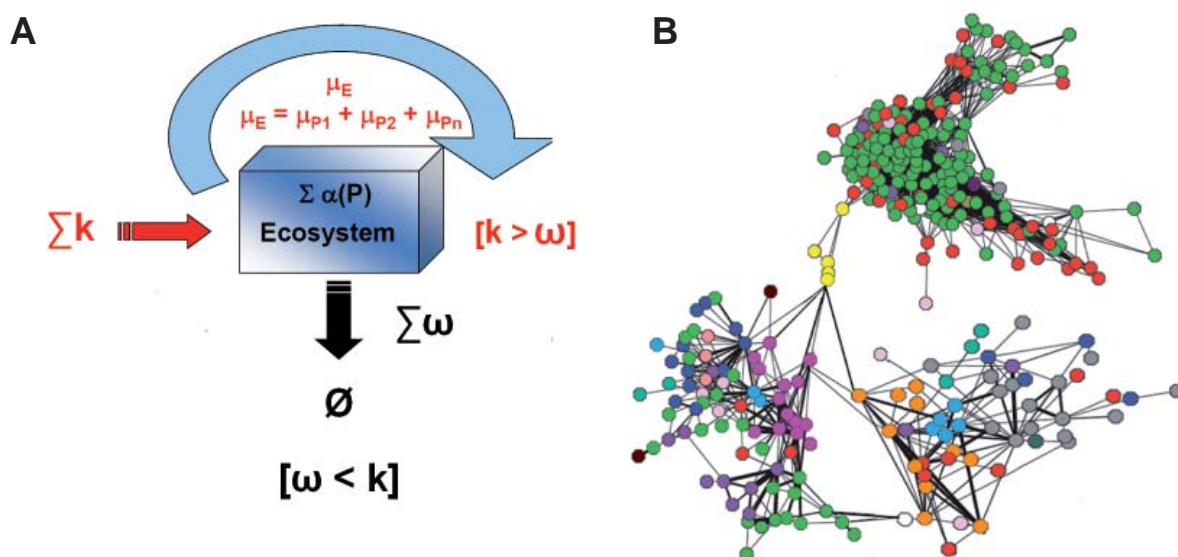 A
B
μE
μE = μP1 + μP2 + μPn
Σ α(P)
Ecosystem
∑k
[k > ω]
∑ω
Ø
[ω < k]